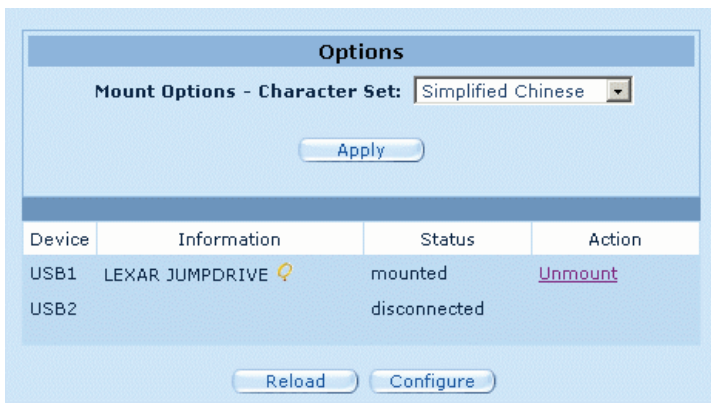 Options
Mount Options - Character Set: Simplified Chinese
Apply
Device Information Status Action
USB1 LEXAR JUMPDRIVE mounted Unmount
USB2 disconnected
Reload Configure